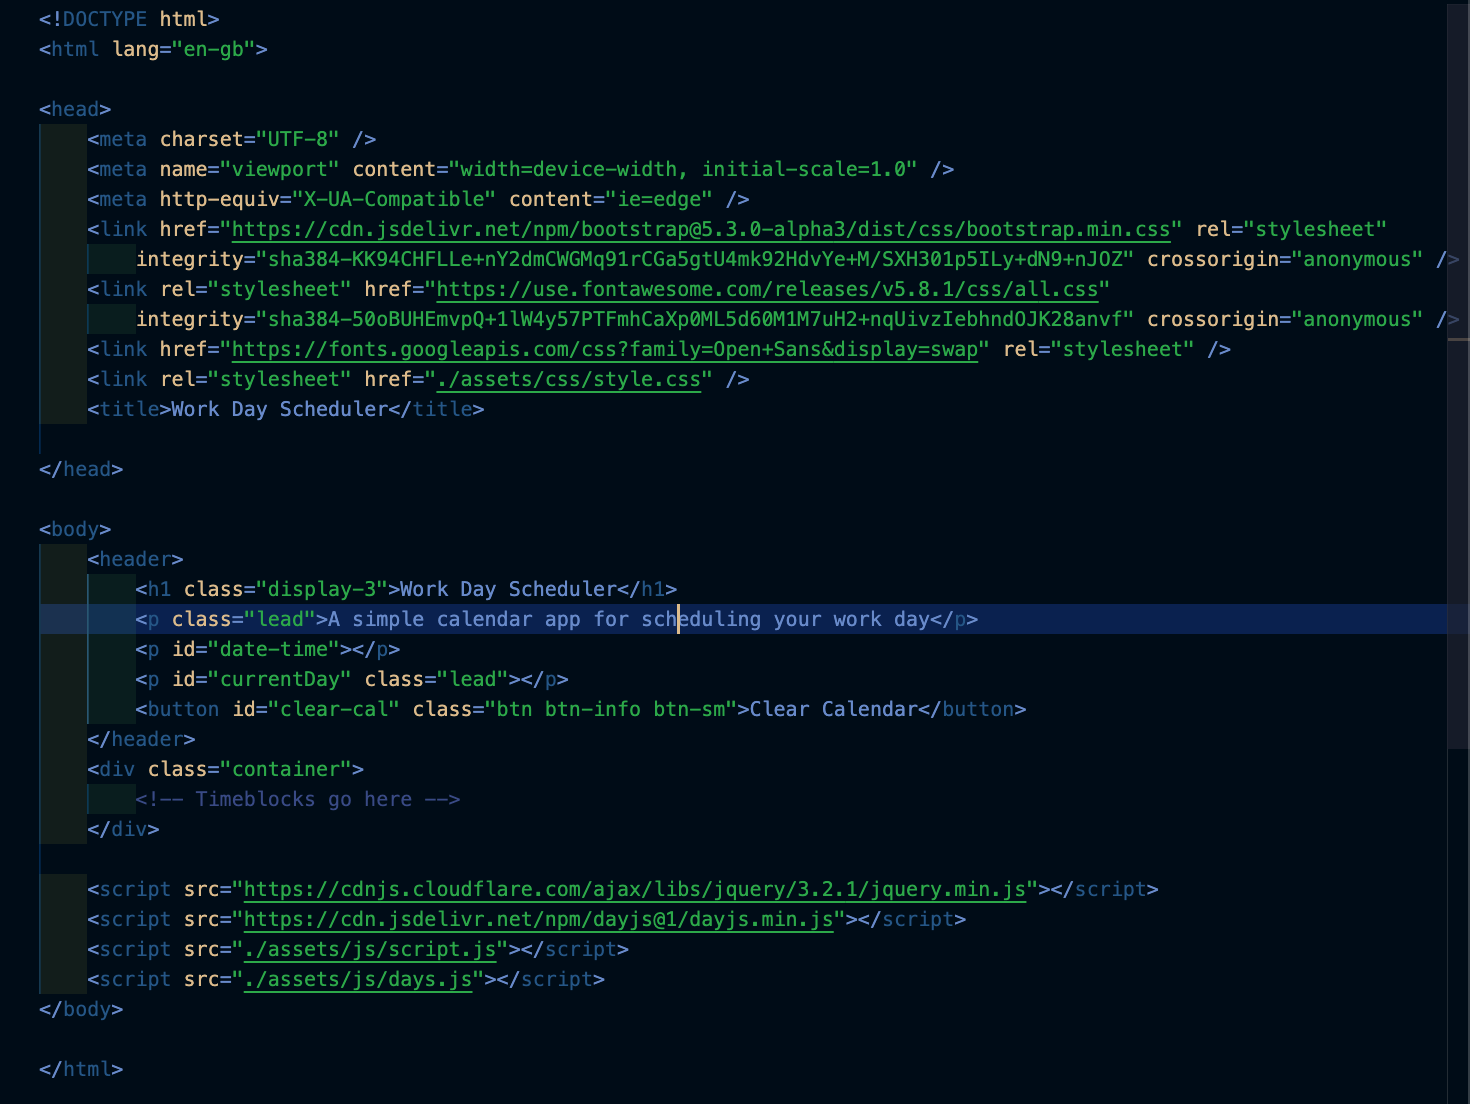 <!DOCTYPE html>
<html lang="en-gb">
<head>
<meta charset="UTF-8" />
<meta name="viewport" content="width=device-width, initial-scale=1.0" />
<meta http-equiv="X-UA-Compatible" content="ie=edge" />
<link href="https://cdn.jsdelivr.net/npm/bootstrap@5.3.0-alpha3/dist/css/bootstrap.min.css" rel="stylesheet"
integrity="sha384-KK94CHFLLe+nY2dmCWGMq91rCGa5gtU4mk92HdvYe+M/SXH301p5ILy+dN9+nJOZ" crossorigin="anonymous" />
<link rel="stylesheet" href="https://use.fontawesome.com/releases/v5.8.1/css/all.css"
integrity="sha384-50oBUHEmvpQ+1lW4y57PTFmhCaXp0ML5d60M1M7uH2+nqUivzIebhndOJK28anvf" crossorigin="anonymous" />
<link href="https://fonts.googleapis.com/css?family=Open+Sans&display=swap" rel="stylesheet" />
<link rel="stylesheet" href="./assets/css/style.css" />
<title>Work Day Scheduler</title>
</head>
<body>
<header>
<h1 class="display-3">Work Day Scheduler</h1>
<p class="lead">A simple calendar app for scheduling your work day</p>
<p id="date-time"></p>
<p id="currentDay" class="lead"></p>
<button id="clear-cal" class="btn btn-info btn-sm">Clear Calendar</button>
</header>
<div class="container">
<!-- Timeblocks go here -->
</div>
<script src="https://cdnjs.cloudflare.com/ajax/libs/jquery/3.2.1/jquery.min.js"></script>
<script src="https://cdn.jsdelivr.net/npm/dayjs@1/dayjs.min.js"></script>
<script src="./assets/js/script.js"></script>
<script src="./assets/js/days.js"></script>
</body>
</html>